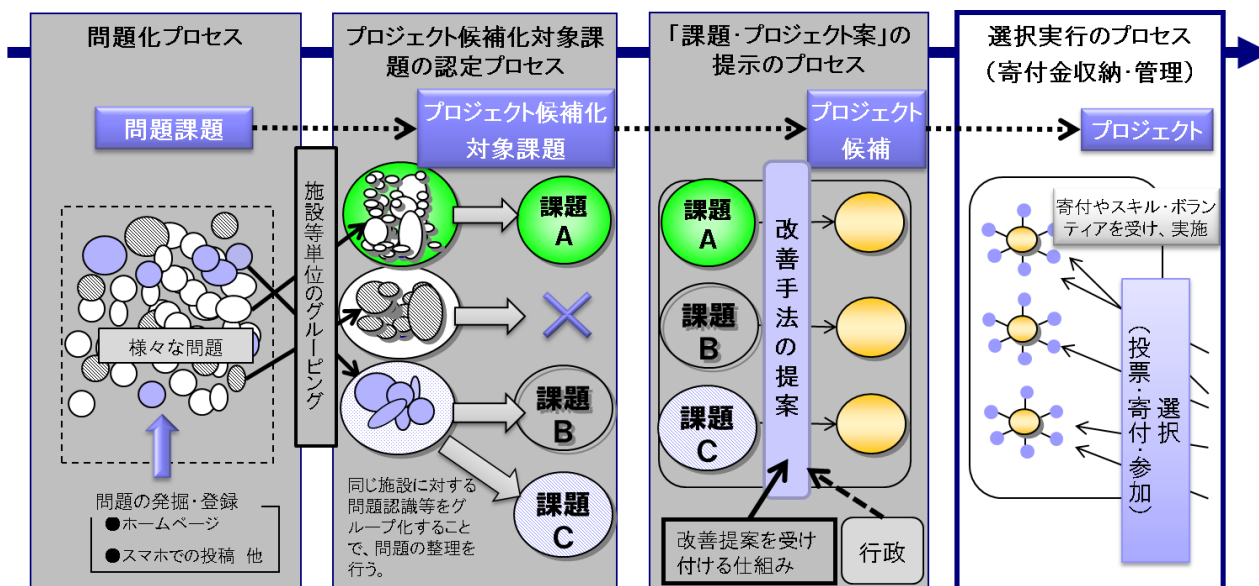 問題化プロセス
問題課題
様々な問題
問題の発掘・登録
●ホームページ
●スマホでの投稿 他
施設等単位のグルーピング
プロジェクト候補化対象課
題の認定プロセス
プロジェクト候補化
対象課題
課題
A
課題
B
課題
C
同じ施設に対する
問題認識等をグ
ループ化すること
で、問題の整理を
行う。
「課題・プロジェクト案」の
提示のプロセス
プロジェクト
候補
課題
A
課題
B
課題
C
改善手法の提案
改善提案を受け
付ける仕組み
行政
選択実行のプロセス
（寄付金収納・管理）
プロジェクト
寄付やスキル・ボラン
ティアを受け、実施
選択
（投票・寄付・参加）